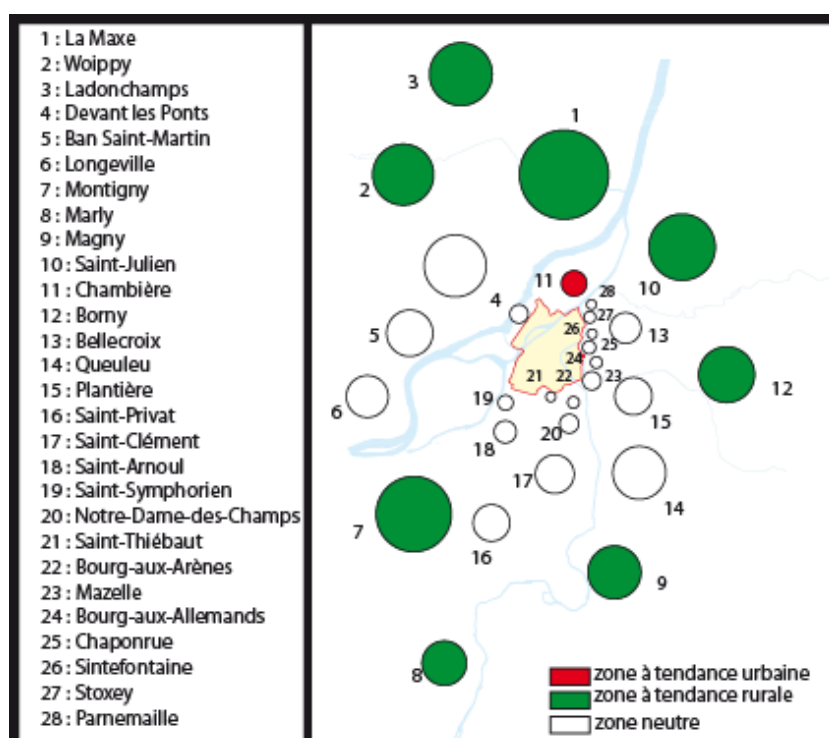 1 : La Maxe
2 : Woippy
3 : Ladonchamps
4 : Devant les Ponts
5 : Ban Saint-Martin
6 : Longeville
7 : Montigny
8 : Marly
9 : Magny
10 : Saint-Julien
11 : Chambière
12 : Borny
13 : Bellecroix
14 : Queuleu
15 : Plantière
16 : Saint-Privat
17 : Saint-Clément
18 : Saint-Arnoul
19 : Saint-Symphorien
20 : Notre-Dame-des-Champs
21 : Saint-Thiébaut
22 : Bourg-aux-Arènes
23 : Mazelle
24 : Bourg-aux-Allemands
25 : Chaponrue
26 : Sintefontaine
27 : Stoxey
28 : Parnemaille
3
1
2
10
11
28
4
27
26
13
5
25
24
21
22
23
12
6
19
15
20
18
17
14
7
16
9
8
zone à tendance urbaine
zone à tendance rurale
zone neutre